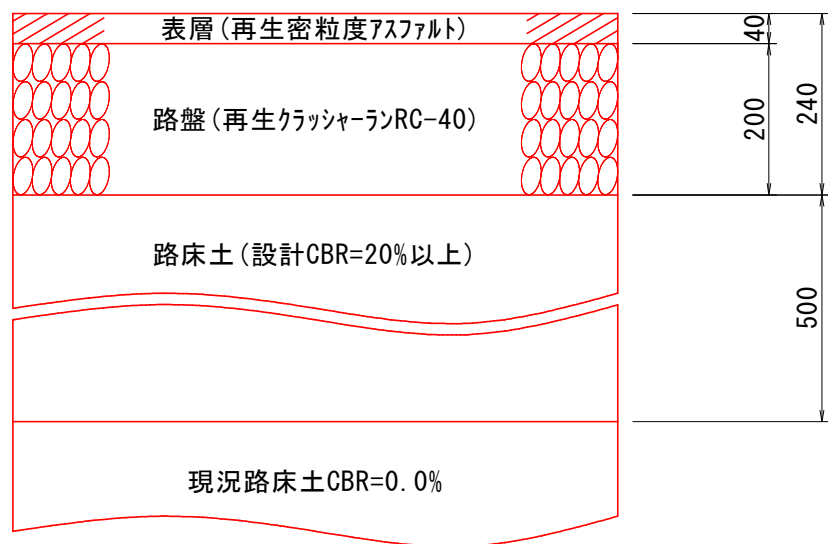 表層(再生密粒度ｱｽﾌｧﾙﾄ)
40
路盤(再生ｸﾗｯｼｬｰﾗﾝRC-40)
200
240
路床土(設計CBR=20%以上)
500
現況路床土CBR=0.0%